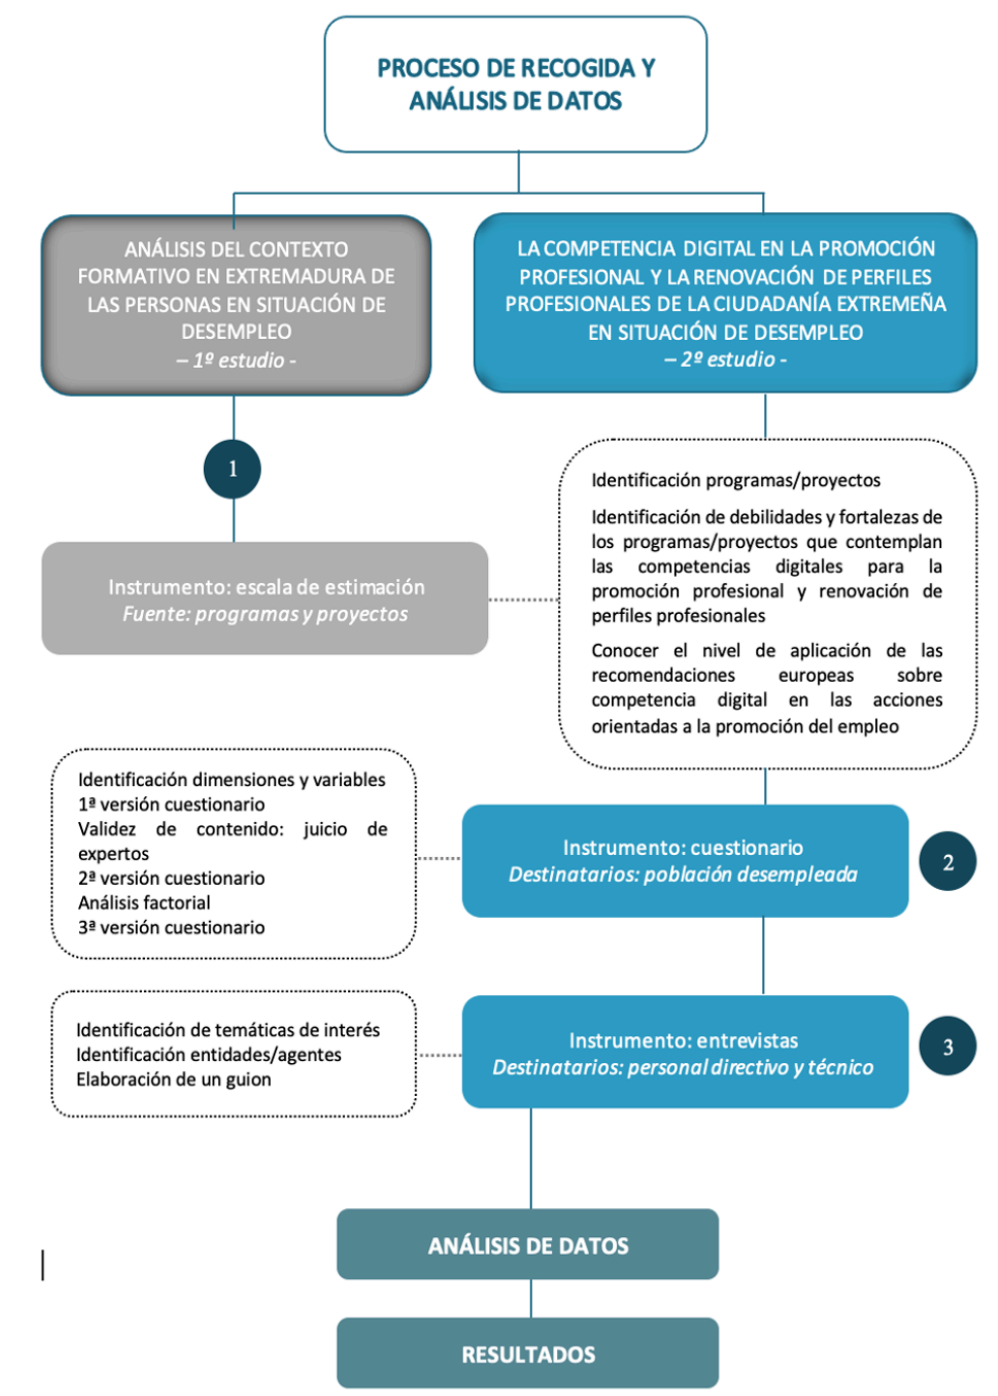 PROCESO DE RECOGIDA Y
ANÁLISIS DE DATOS
ANÁLISIS DEL CONTEXTO
FORMATIVO EN EXTREMADURA DE
LAS PERSONAS EN SITUACIÓN DE
DESEMPLEO
– 1º estudio -
LA COMPETENCIA DIGITAL EN LA PROMOCIÓN
PROFESIONAL Y LA RENOVACIÓN DE PERFILES
PROFESIONALES DE LA CIUDADANÍA EXTREMEÑA
EN SITUACIÓN DE DESEMPLEO
– 2º estudio -
1
Instrumento: escala de estimación
Fuente: programas y proyectos
Identificación programas/proyectos
Identificación de debilidades y fortalezas de
los programas/proyectos que contemplan
las competencias digitales para la
promoción profesional y renovación de
perfiles profesionales
Conocer el nivel de aplicación de las
recomendaciones europeas sobre
competencia digital en las acciones
orientadas a la promoción del empleo
Identificación dimensiones y variables
1ª versión cuestionario
Validez de contenido: juicio de
expertos
2ª versión cuestionario
Análisis factorial
3ª versión cuestionario
Instrumento: cuestionario
Destinatarios: población desempleada
2
Identificación de temáticas de interés
Identificación entidades/agentes
Elaboración de un guion
Instrumento: entrevistas
Destinatarios: personal directivo y técnico
3
ANÁLISIS DE DATOS
RESULTADOS